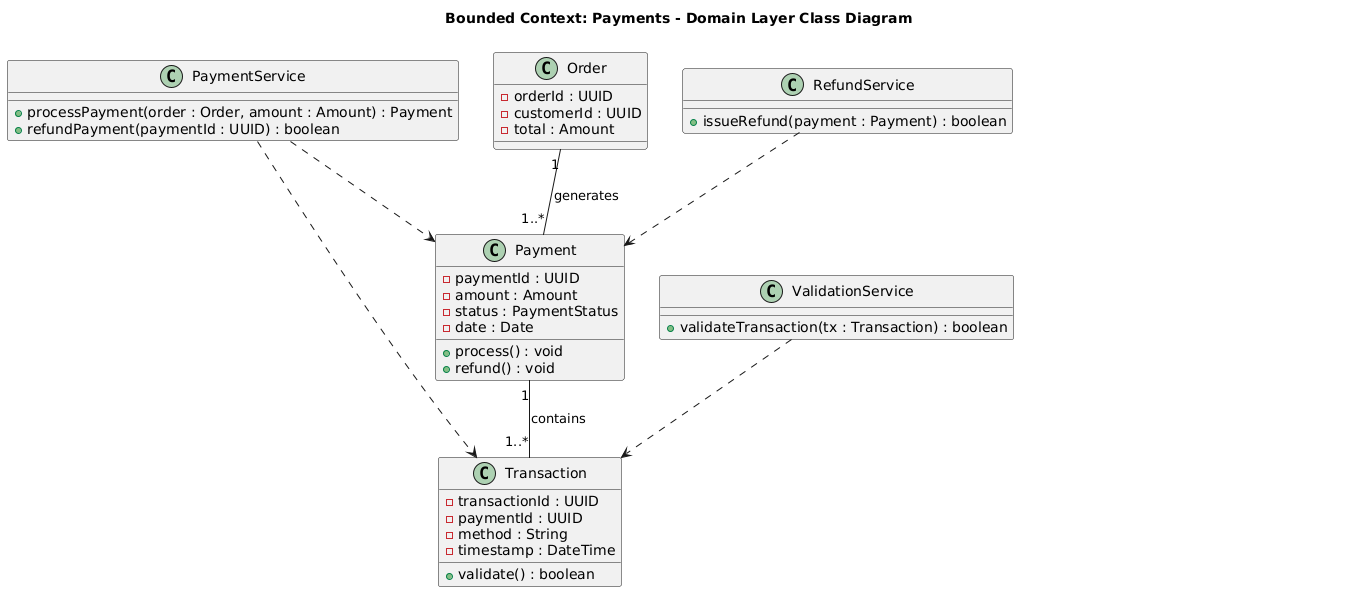 Bounded Context: Payments - Domain Layer Class Diagram
C PaymentService
processPayment(order : Order, amount : Amount) : Payment
refundPayment(paymentId : UUID) : boolean
C Order
orderId : UUID
customerId : UUID
total : Amount
C RefundService
issueRefund(payment : Payment) : boolean
1
generates
1..*
C Payment
paymentId : UUID
amount : Amount
status : PaymentStatus
date : Date
process() : void
refund() : void
C ValidationService
validateTransaction(tx : Transaction) : boolean
1
contains
1..*
C Transaction
transactionId : UUID
paymentId : UUID
method : String
timestamp : DateTime
validate() : boolean